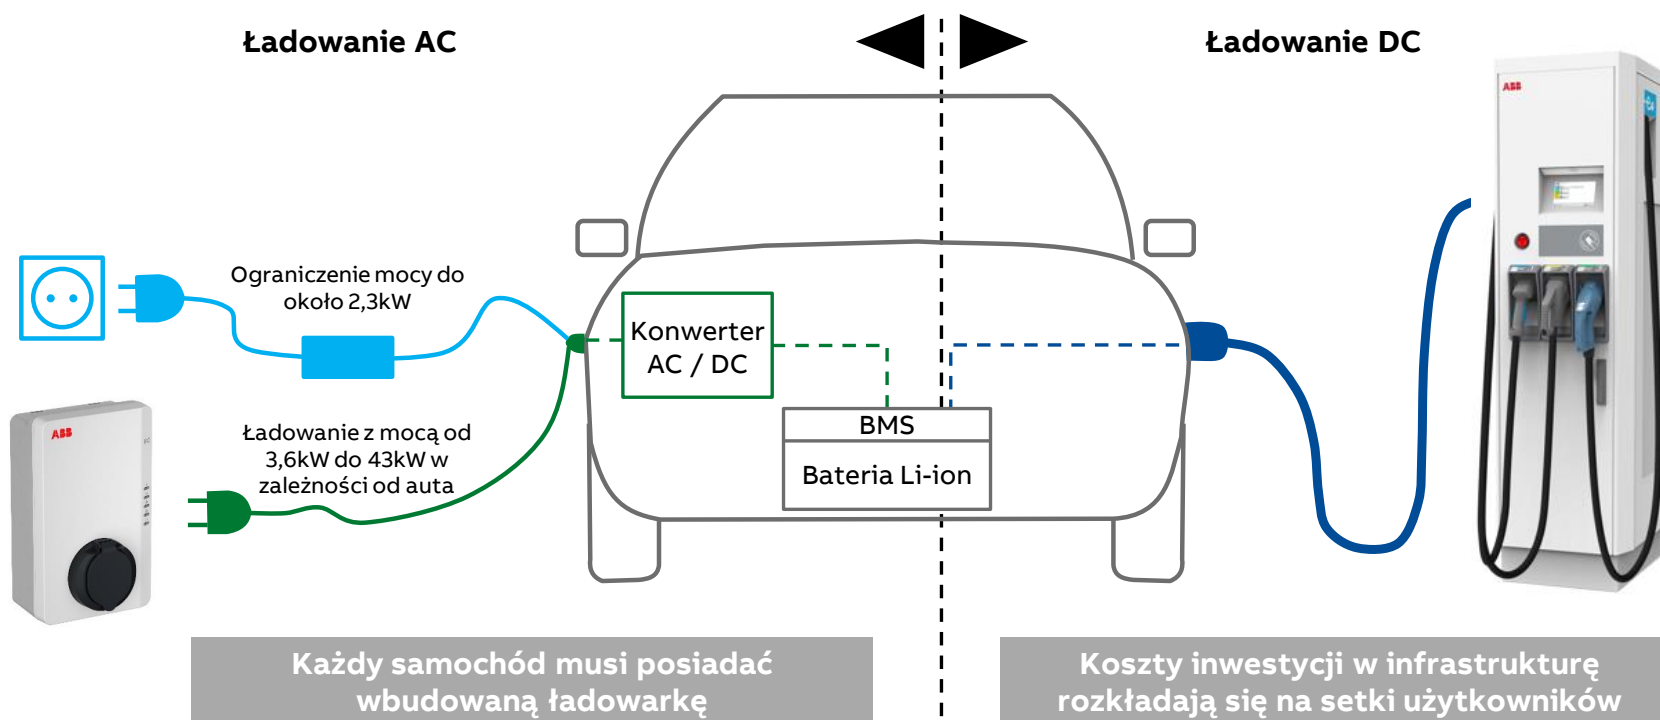 Ładowanie AC
Ładowanie DC
ABB
Ograniczenie mocy do
około 2,3kW
Konwerter
AC / DC
ABB
Ładowanie z mocą od
3,6kW do 43kW w
zależności od auta
BMS
Bateria Li-ion
Każdy samochód musi posiadać
wbudowaną ładowarkę
Koszty inwestycji w infrastrukturę
rozkładają się na setki użytkowników